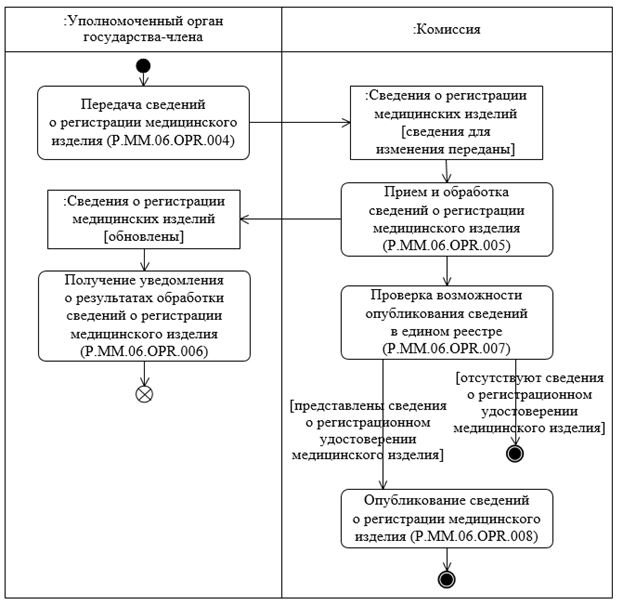 :Уполномоченный орган
государства-члена
:Комиссия
Передача сведений
о регистрации медицинского
изделия (P.MM.06.OPR.004)
:Сведения о регистрации
медицинских изделий
[сведения для
изменения переданы]
:Сведения о регистрации
медицинских изделий
[обновлены]
Прием и обработка
сведений о регистрации
медицинского изделия
(P.MM.06.OPR.005)
Получение уведомления
о результатах обработки
сведений о регистрации
медицинского изделия
(P.MM.06.OPR.006)
Проверка возможности
опубликования сведений
в едином реестре
(P.MM.06.OPR.007)
[отсутствуют сведения
о регистрационном
удостоверении
медицинского изделия]
[представлены сведения
о регистрационном
удостоверении
медицинского изделия]
Опубликование сведений
о регистрации медицинского
изделия (P.MM.06.OPR.008)